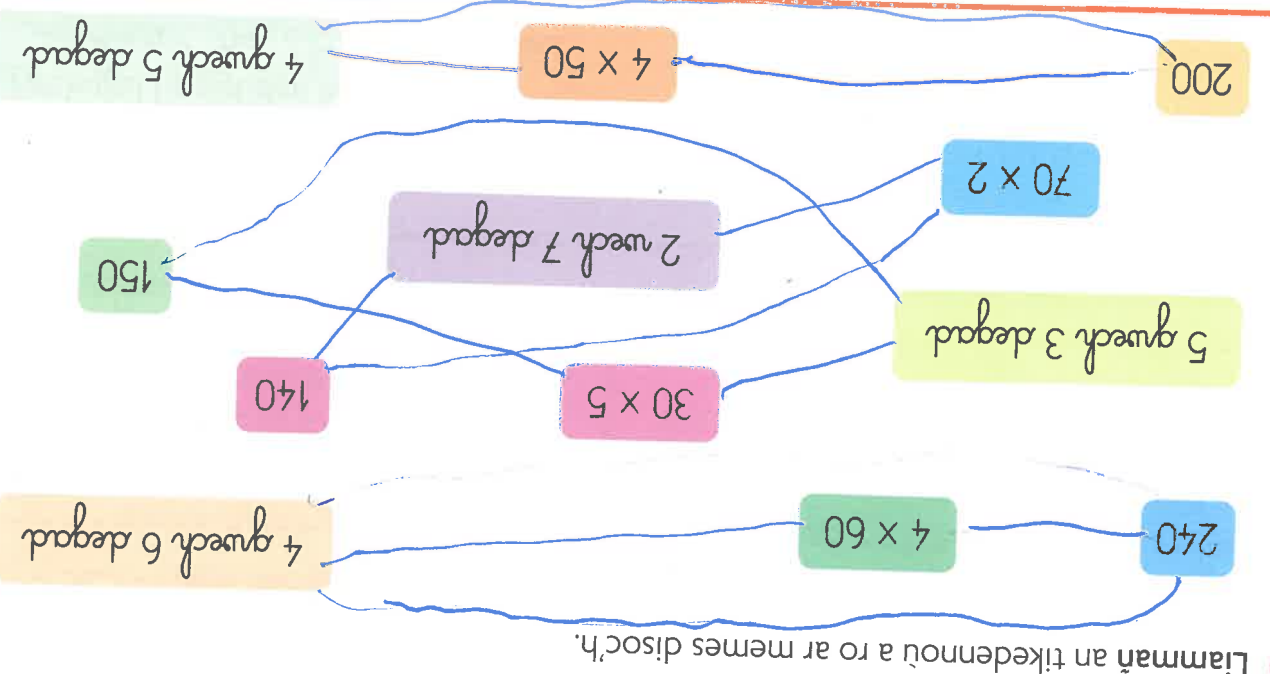 Liammañ an tikedennoù a ro ar memes disoc'h.
240
4 × 60
4 gwech 6 degad
5 gwech 3 degad
30 × 5
140
150
2 wech 7 degad
70 × 2
200
4 × 50
4 gwech 5 degad